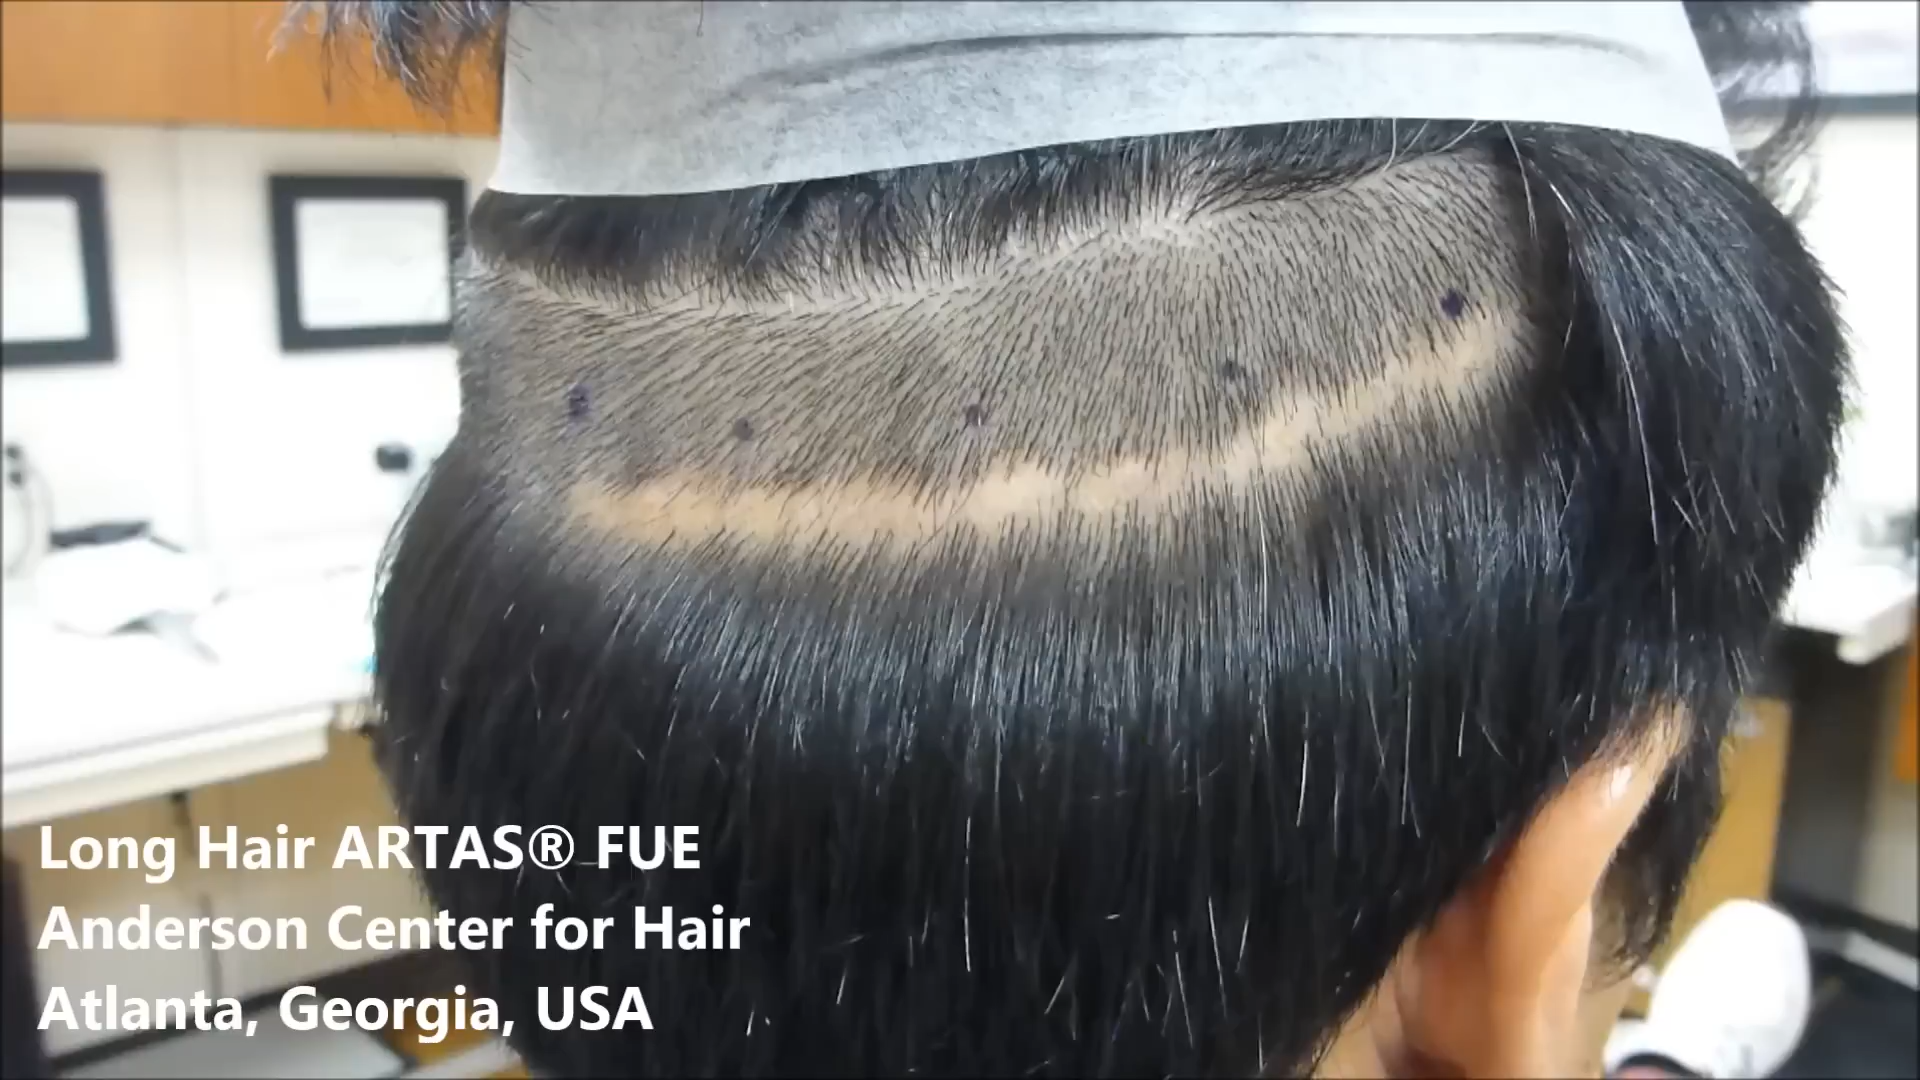 Long Hair ARTAS® FUE
Anderson Center for Hair
Atlanta, Georgia, USA